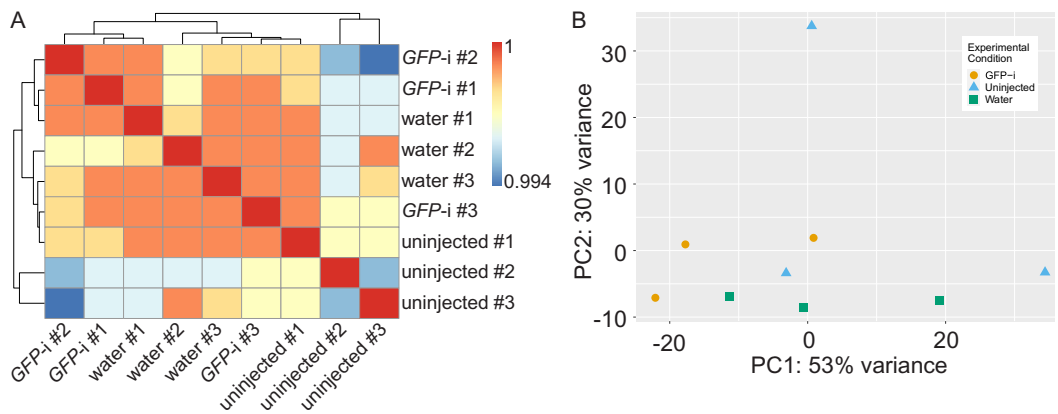 A
GFP-i #2
GFP-i #1
water #1
water #2
water #3
GFP-i #3
uninjected #1
uninjected #2
uninjected #3
1
0.994
GFP-i #2
GFP-i #1
water #1
water #2
water #3
GFP-i #3
uninjected #1
uninjected #2
uninjected #3
B
PC2: 30% variance
30
20
10
0
-10
-20
0
20
PC1: 53% variance
Experimental
Condition
GFP-i
Uninjected
Water